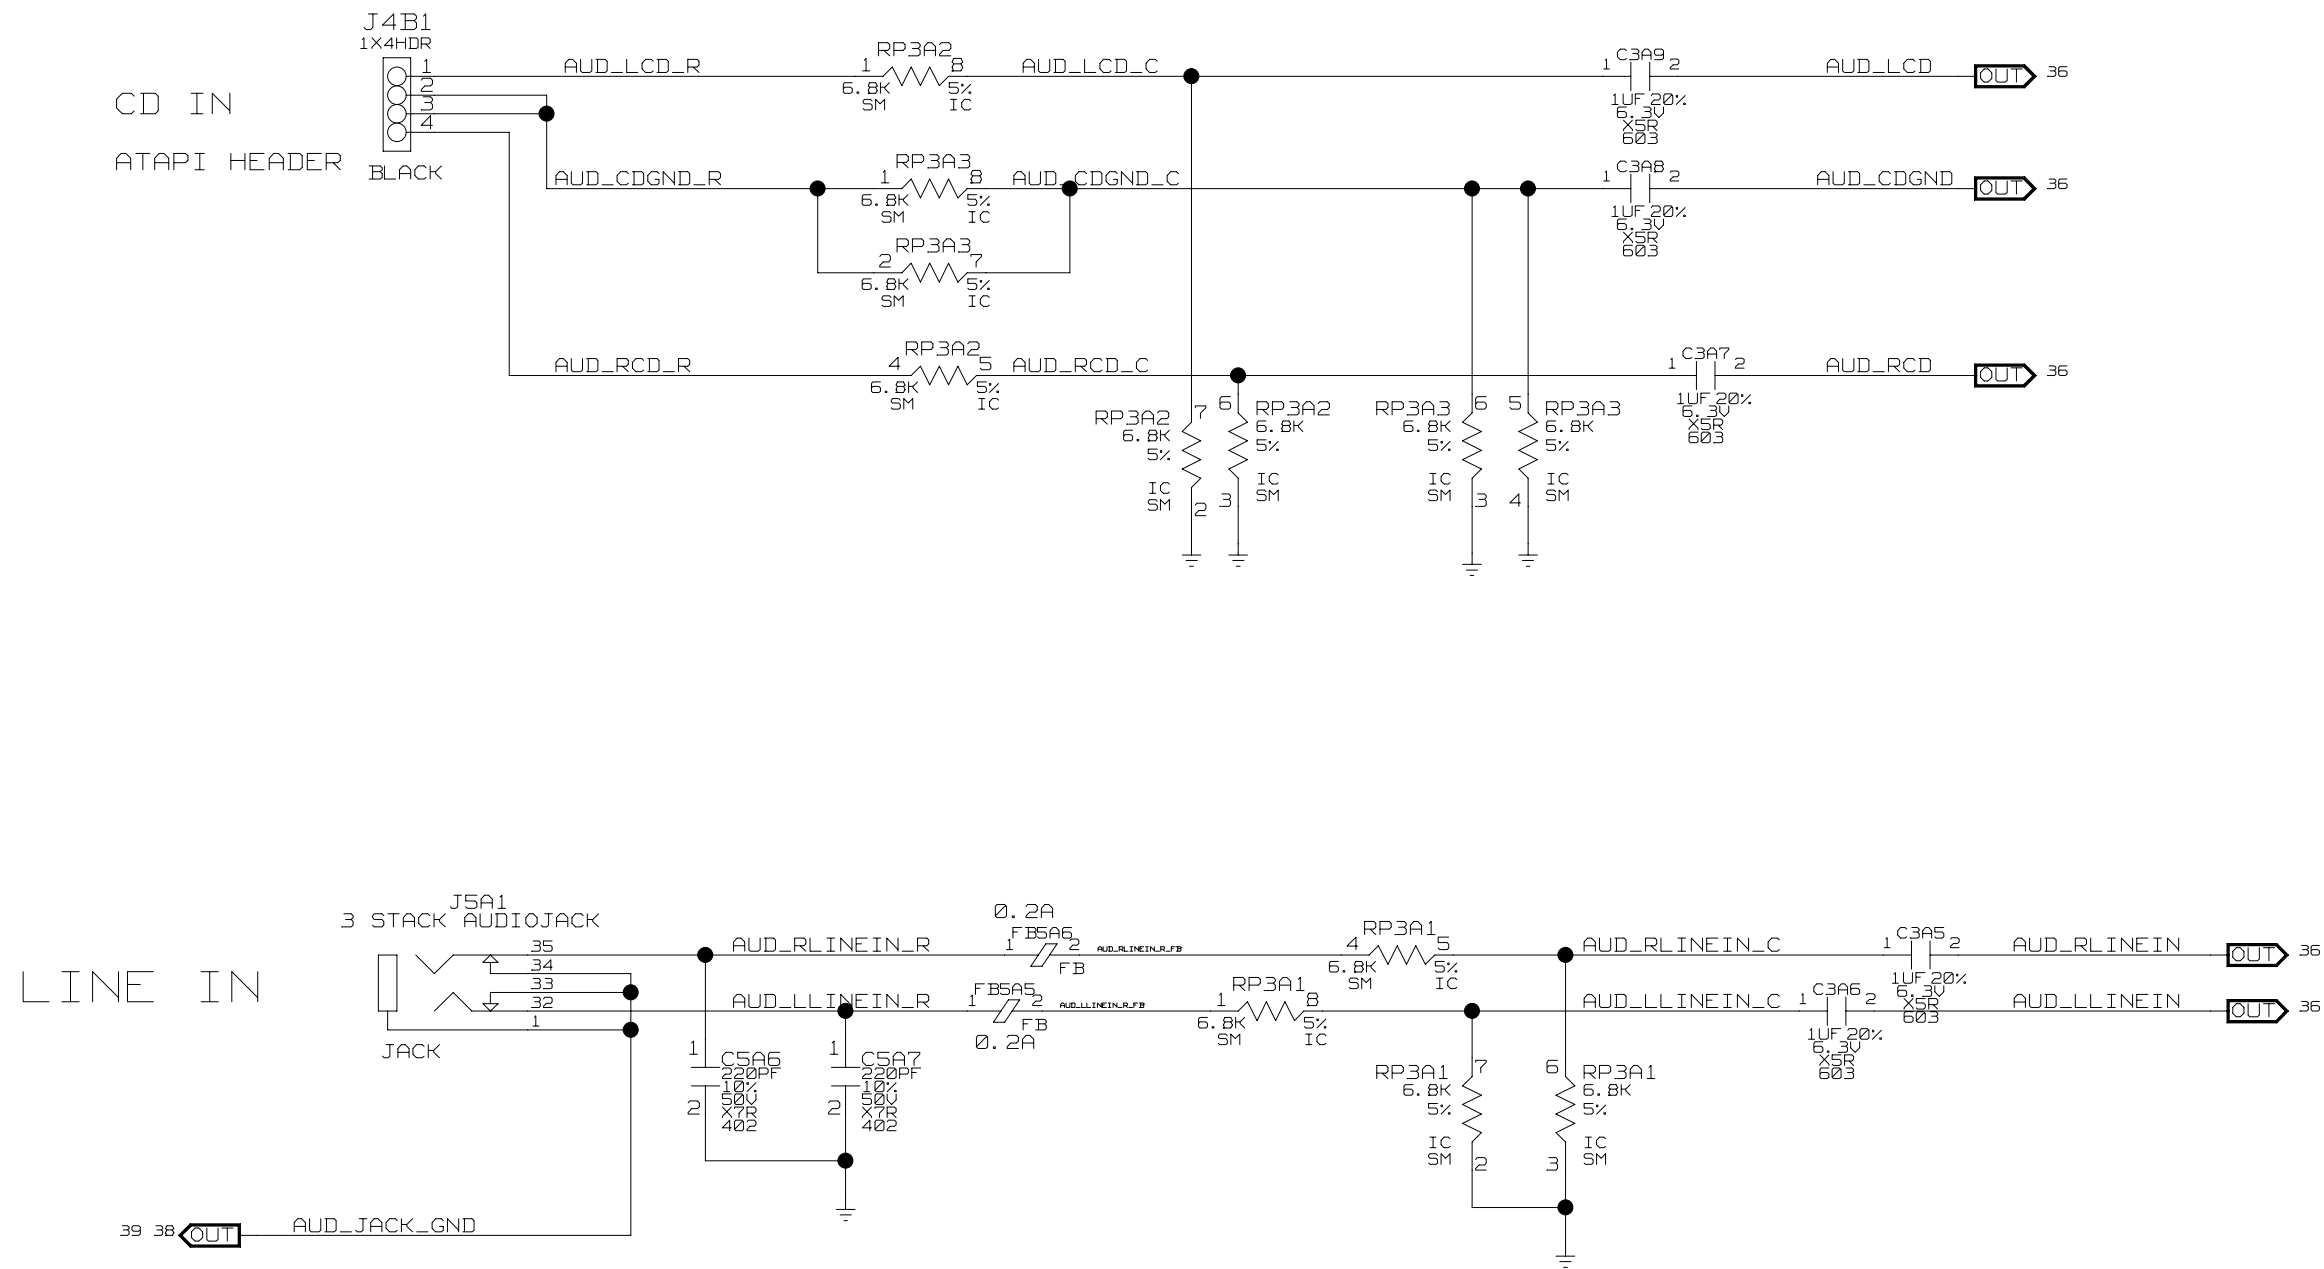 J4B1
1X4HDR
CD IN
ATAPI HEADER
BLACK
1
2
3
4
AUD_LCD_R
RP3A2
1 8
6.8K 5%
SM IC
AUD_LCD_C
C3A9
1 2
1UF 20%
6.3V
X5R
603
AUD_LCD
OUT 36
AUD_CDGND_R
RP3A3
1 8
6.8K 5%
SM IC
AUD_CDGND_C
C3A8
1 2
1UF 20%
6.3V
X5R
603
AUD_CDGND
OUT 36
RP3A3
2 7
6.8K 5%
SM IC
AUD_RCD_R
RP3A2
4 5
6.8K 5%
SM IC
AUD_RCD_C
C3A7
1 2
1UF 20%
6.3V
X5R
603
AUD_RCD
OUT 36
RP3A2
7
6.8K
5%
IC
SM
2
6
RP3A2
6.8K
5%
IC
SM
3
RP3A3
6
6.8K
5%
IC
SM
3
5
RP3A3
6.8K
5%
IC
SM
4
LINE IN
J5A1
3 STACK AUDIOJACK
35
34
33
32
1
JACK
AUD_RLINEIN_R
0.2A
FB5A6
1 2
FB
AUD_RLINEIN_R_FB
RP3A1
4 5
6.8K 5%
SM IC
AUD_RLINEIN_C
C3A5
1 2
1UF 20%
6.3V
X5R
603
AUD_RLINEIN
OUT 36
AUD_LLINEIN_R
FB5A5
1 2
FB
0.2A
AUD_LLINEIN_R_FB
RP3A1
1 8
6.8K 5%
SM IC
AUD_LLINEIN_C
C3A6
1 2
1UF 20%
6.3V
X5R
603
AUD_LLINEIN
OUT 36
1
C5A6
220PF
10%
50V
X7R
402
2
1
C5A7
220PF
10%
50V
X7R
402
2
RP3A1
7
6.8K
5%
IC
SM
2
6
RP3A1
6.8K
5%
IC
SM
3
39 38 OUT
AUD_JACK_GND